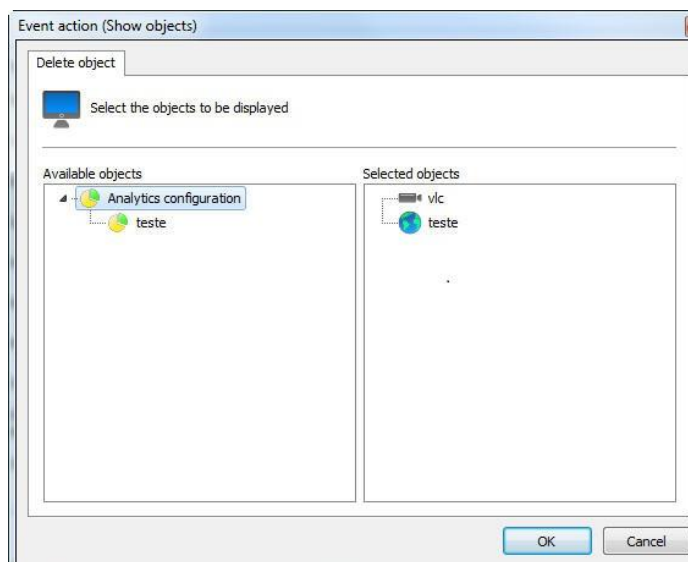 Event action (Show objects)
Delete object
Select the objects to be displayed
Available objects
Selected objects
Analytics configuration
teste
vlc
teste
OK
Cancel